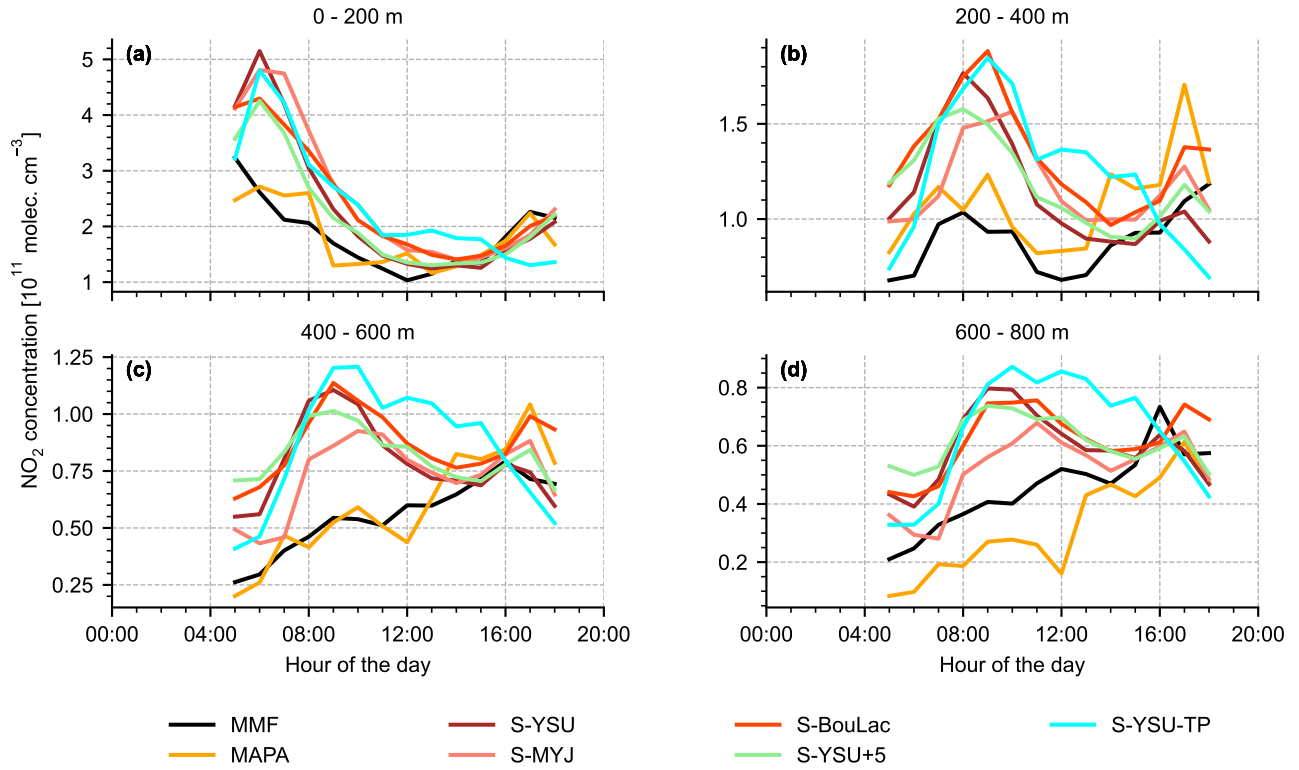 0 - 200 m
200 - 400 m
(a)
(b)
5
4
3
2
1
1.5
1.0
NO₂ concentration [10¹¹ molec. cm⁻³]
400 - 600 m
600 - 800 m
(c)
(d)
1.25
1.00
0.75
0.50
0.25
0.8
0.6
0.4
0.2
00:00 04:00 08:00 12:00 16:00 20:00
00:00 04:00 08:00 12:00 16:00 20:00
Hour of the day
Hour of the day
MMF S-YSU S-BouLac S-YSU-TP
MAPA S-MYJ S-YSU+5